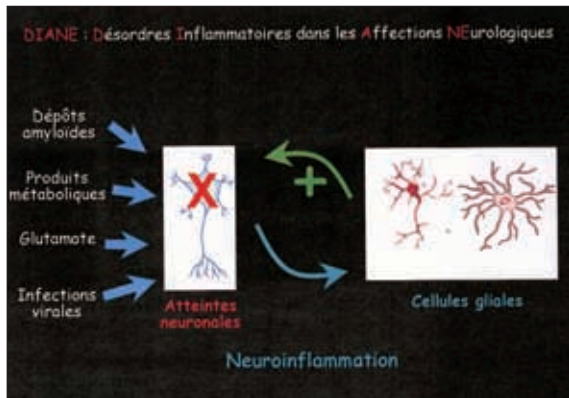 DIANE : Désordres Inflammatoires dans les Affections NEurologiques
Dépôts
amyloïdes
Produits
métaboliques
Glutamate
Infections
virales
X
Atteintes
neuronales
+
Cellules gliales
Neuroinflammation